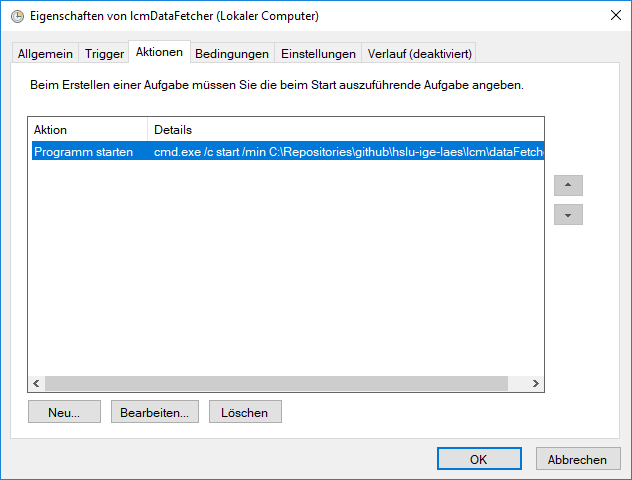 Eigenschaften von lcmDataFetcher (Lokaler Computer)
Allgemein Trigger Aktionen Bedingungen Einstellungen Verlauf (deaktiviert)
Beim Erstellen einer Aufgabe müssen Sie die beim Start auszuführende Aufgabe angeben.
Aktion Details
Programm starten cmd.exe /c start /min C:\Repositories\github\hslu-ige-laes\lcm\dataFetche
Neu... Bearbeiten... Löschen
OK Abbrechen